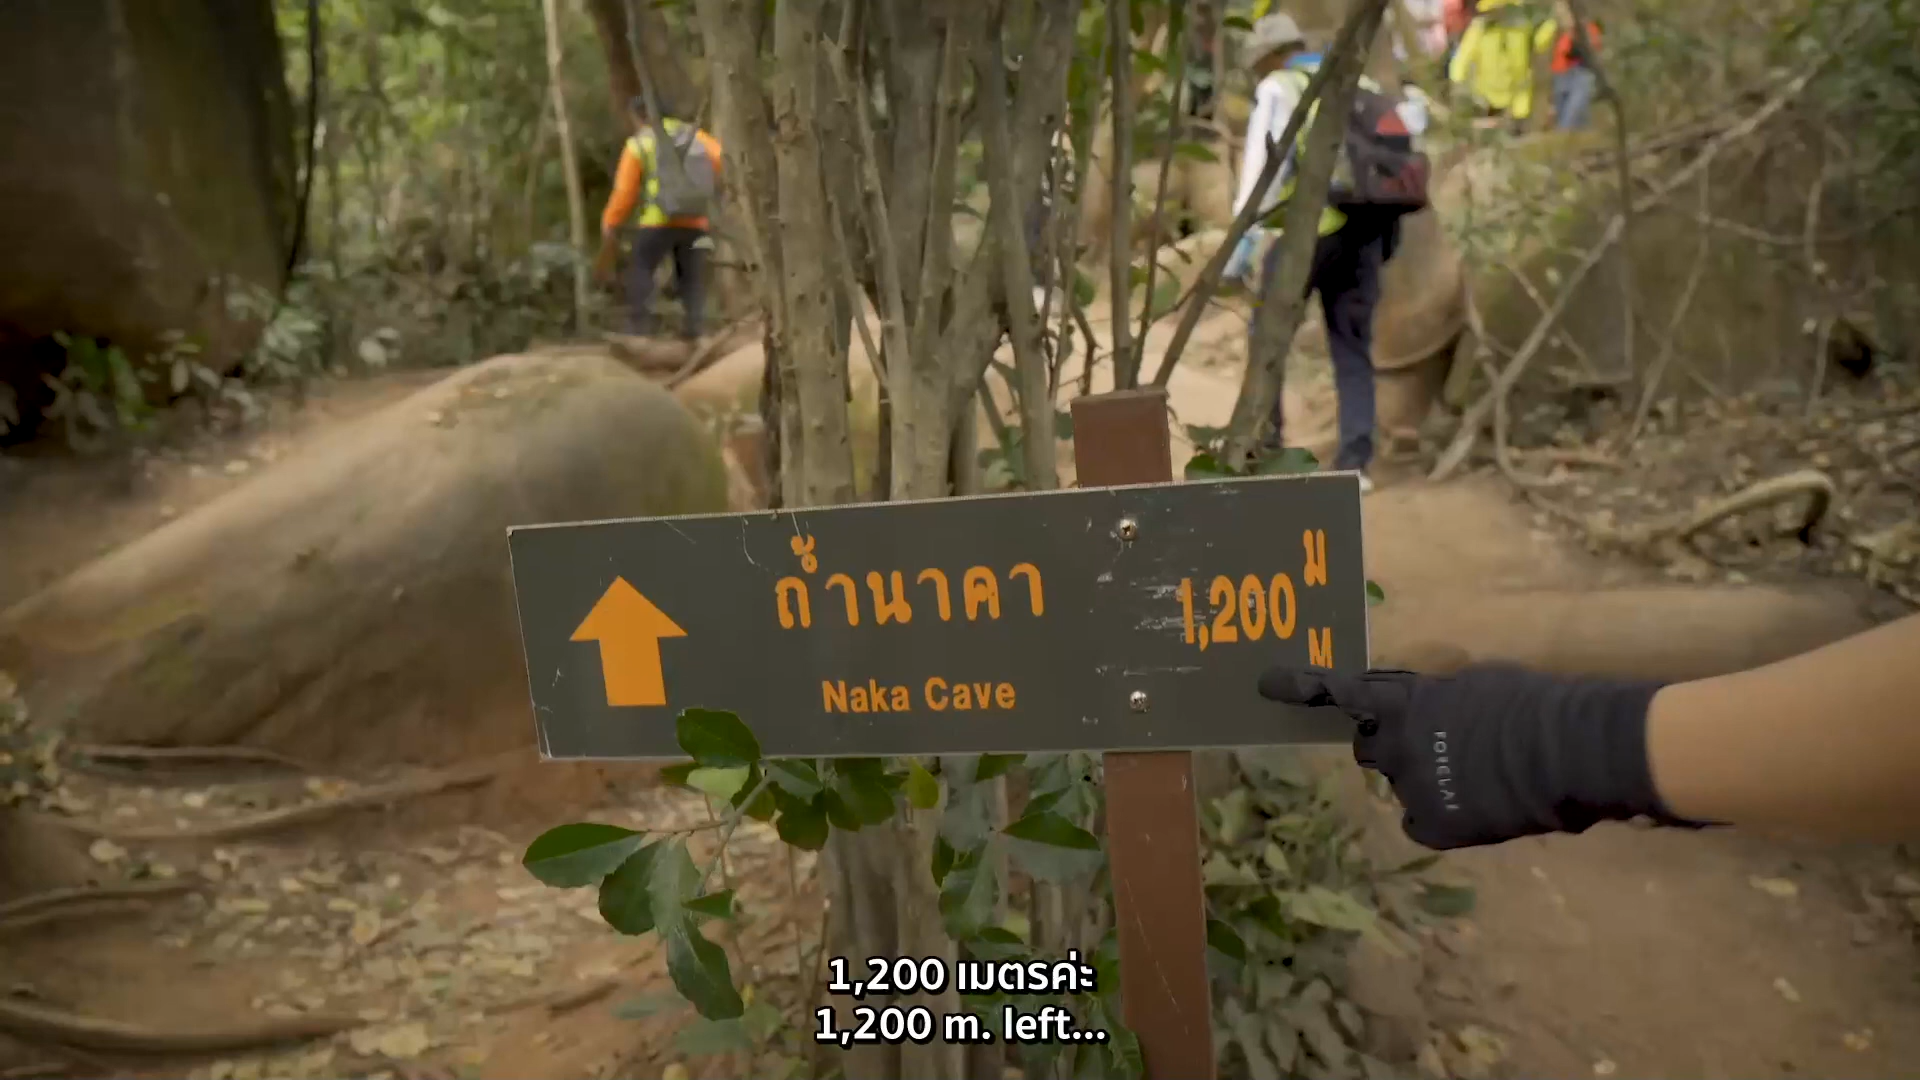 ถ้ำนาคา
1,200 ม
M
Naka Cave
FORCLAZ
1,200 เมตรค่ะ
1,200 m. left...